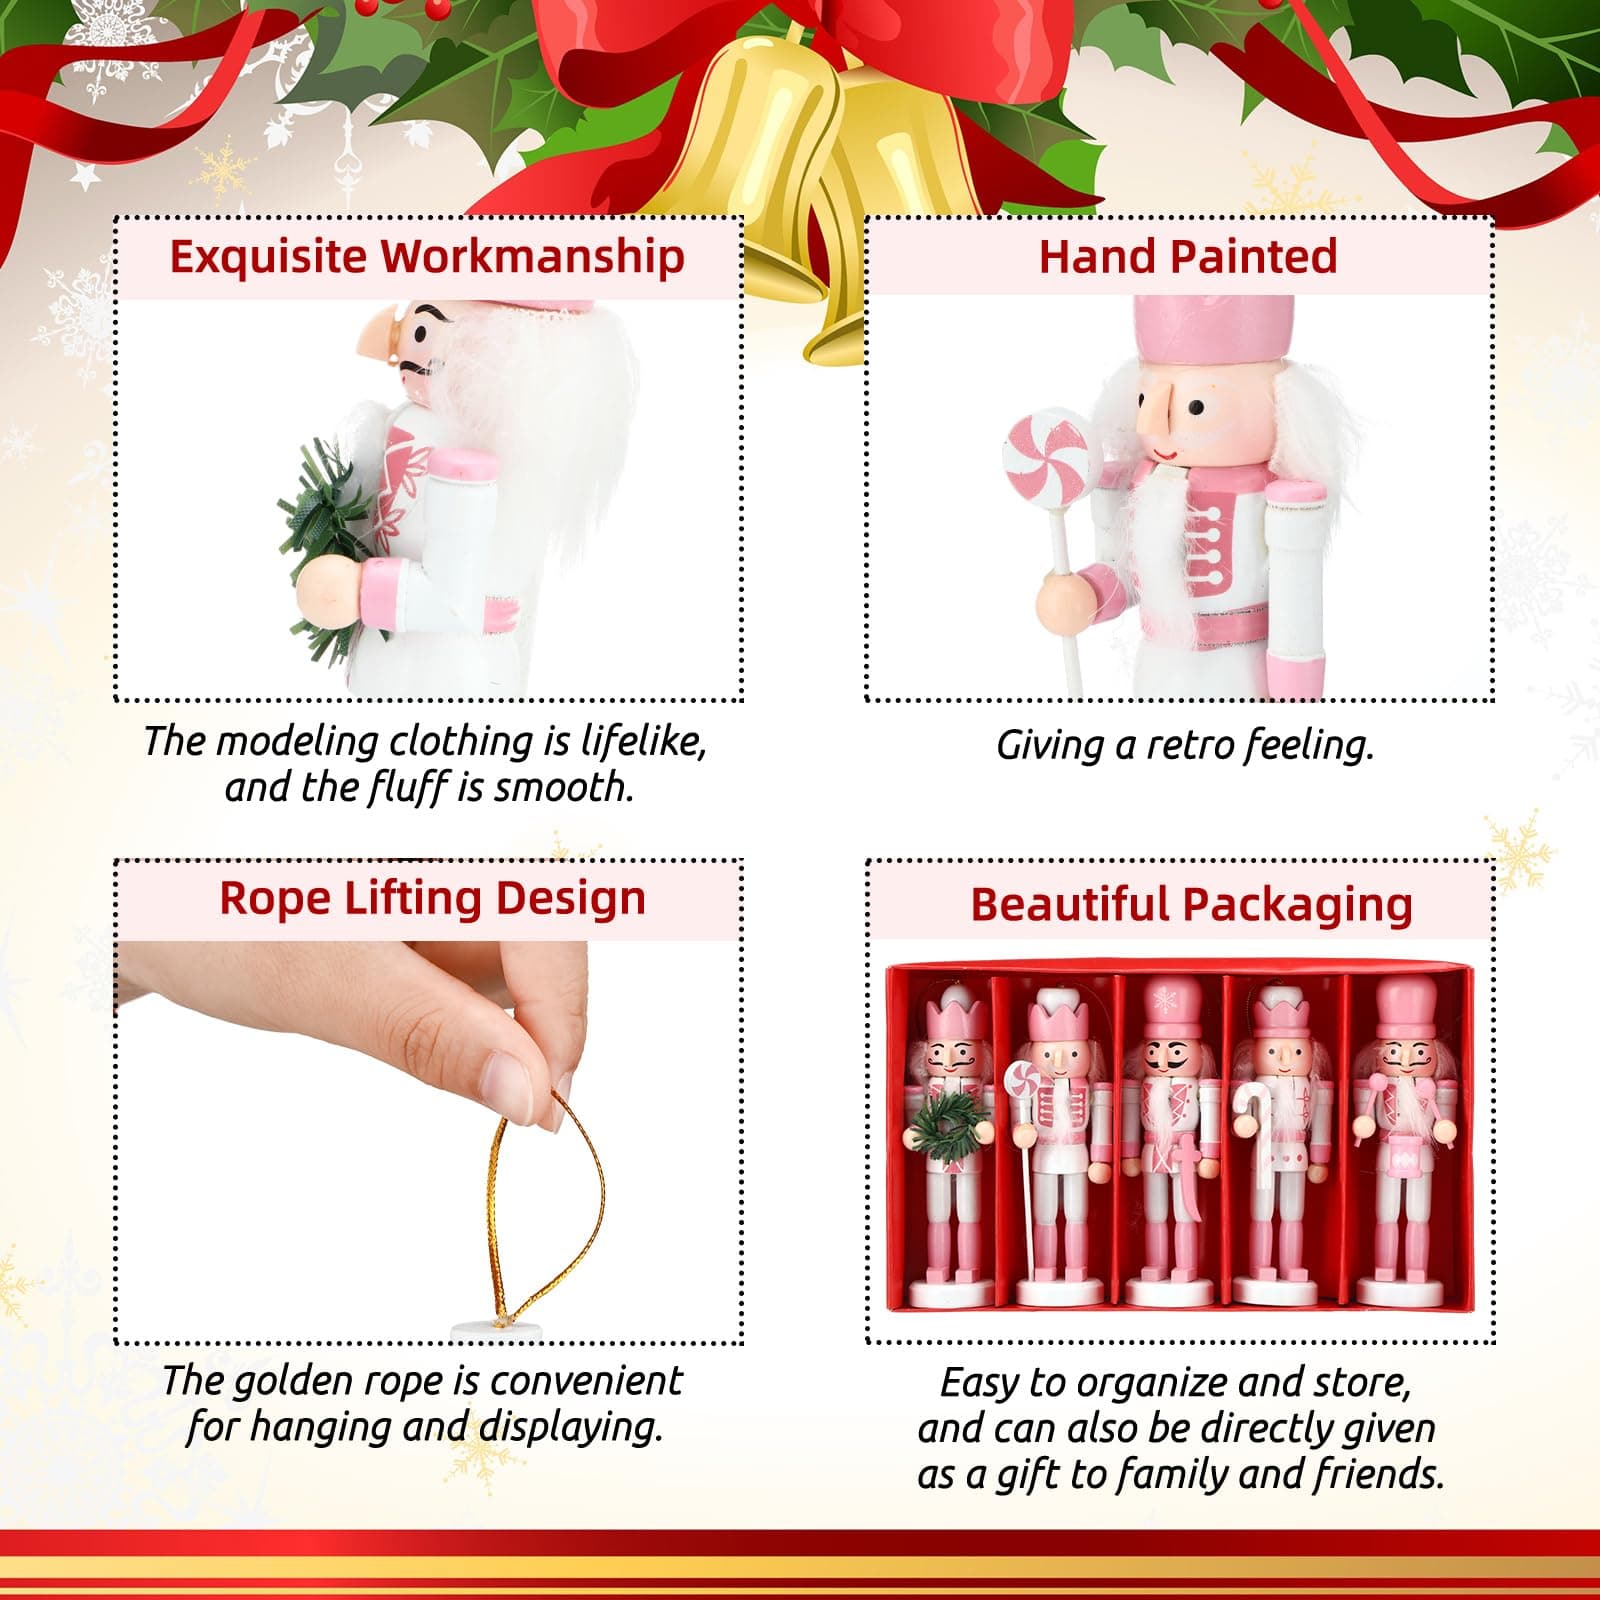 Exquisite Workmanship
The modeling clothing is lifelike,
and the fluff is smooth.
Hand Painted
Giving a retro feeling.
Rope Lifting Design
The golden rope is convenient
for hanging and displaying.
Beautiful Packaging
Easy to organize and store,
and can also be directly given
as a gift to family and friends.